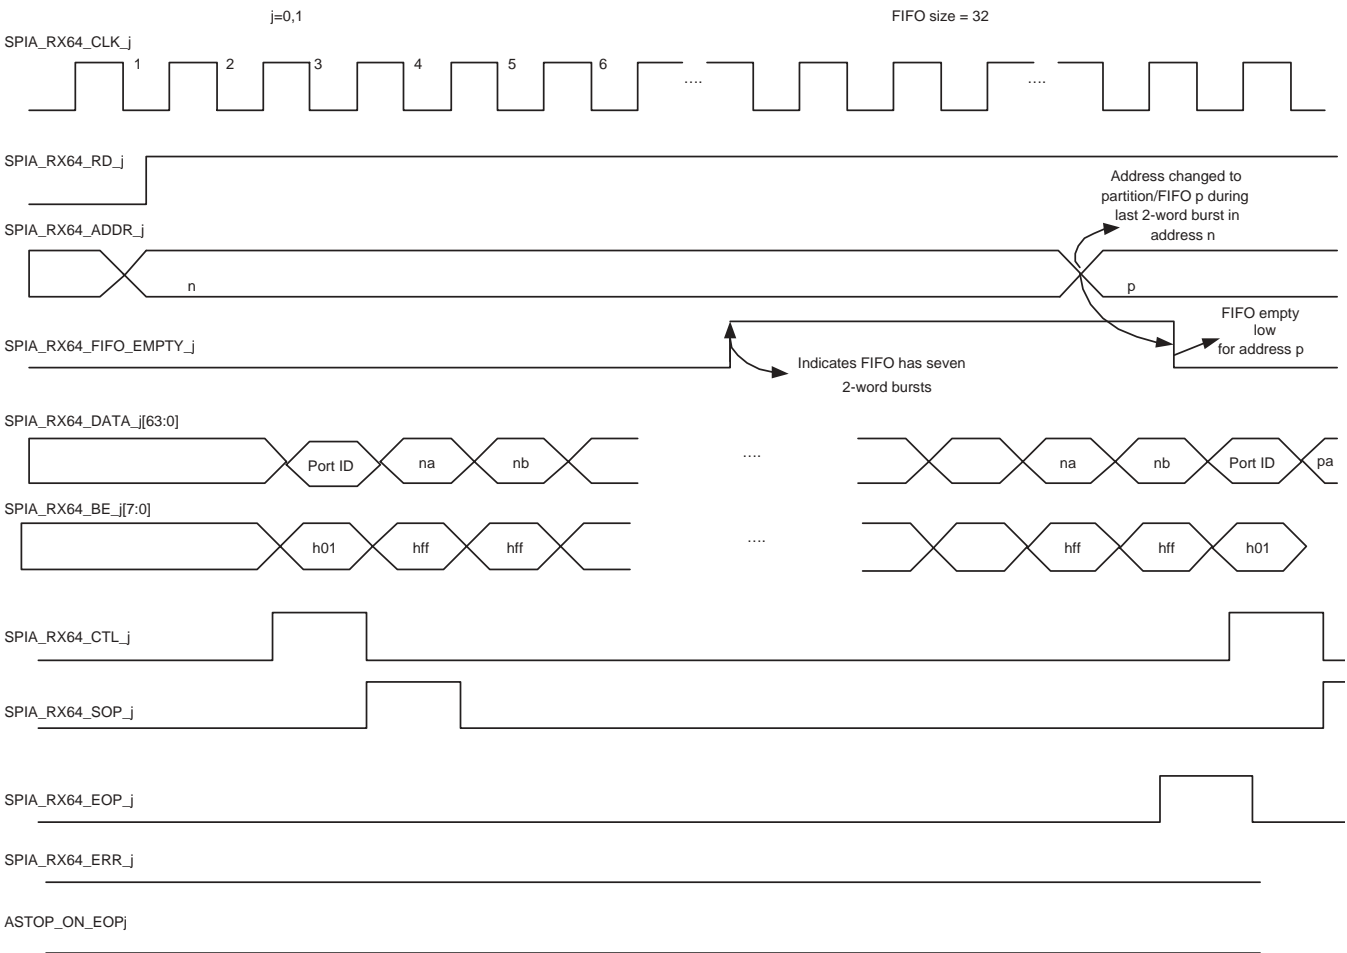 j=0,1
FIFO size = 32
SPIA_RX64_CLK_j
1 2 3 4 5 6 .... ....
SPIA_RX64_RD_j
Address changed to
partition/FIFO p during
last 2-word burst in
address n
SPIA_RX64_ADDR_j
n p
SPIA_RX64_FIFO_EMPTY_j
FIFO empty
low
for address p
Indicates FIFO has seven
2-word bursts
SPIA_RX64_DATA_j[63:0]
Port ID na nb .... na nb Port ID pa
SPIA_RX64_BE_j[7:0]
h01 hff hff .... hff hff h01
SPIA_RX64_CTL_j
SPIA_RX64_SOP_j
SPIA_RX64_EOP_j
SPIA_RX64_ERR_j
ASTOP_ON_EOPj